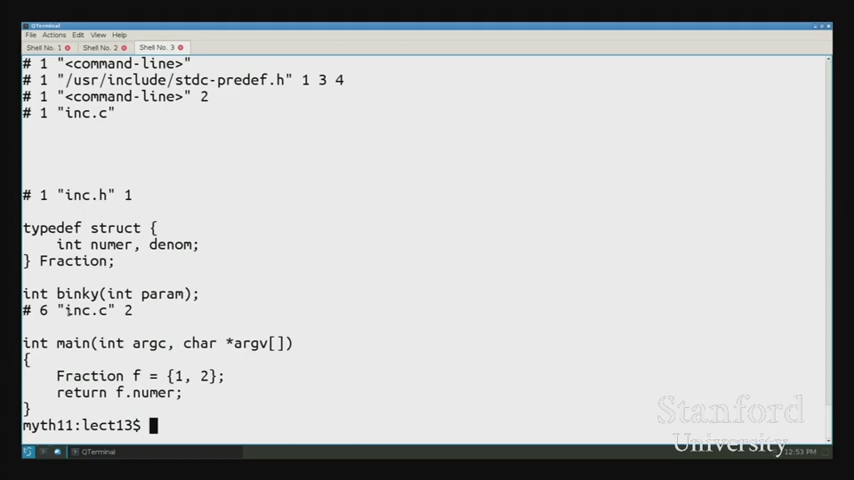 QTerminal
File Actions Edit View Help
Shell No. 1 Shell No. 2 Shell No. 3
# 1 "<command-line>"
# 1 "/usr/include/stdc-predef.h" 1 3 4
# 1 "<command-line>" 2
# 1 "inc.c"
# 1 "inc.h" 1
typedef struct {
int numer, denom;
} Fraction;
int binky(int param);
# 6 "inc.c" 2
int main(int argc, char *argv[])
{
Fraction f = {1, 2};
return f.numer;
}
myth11:lect13$
Stanford
University
QTerminal
12:53 PM